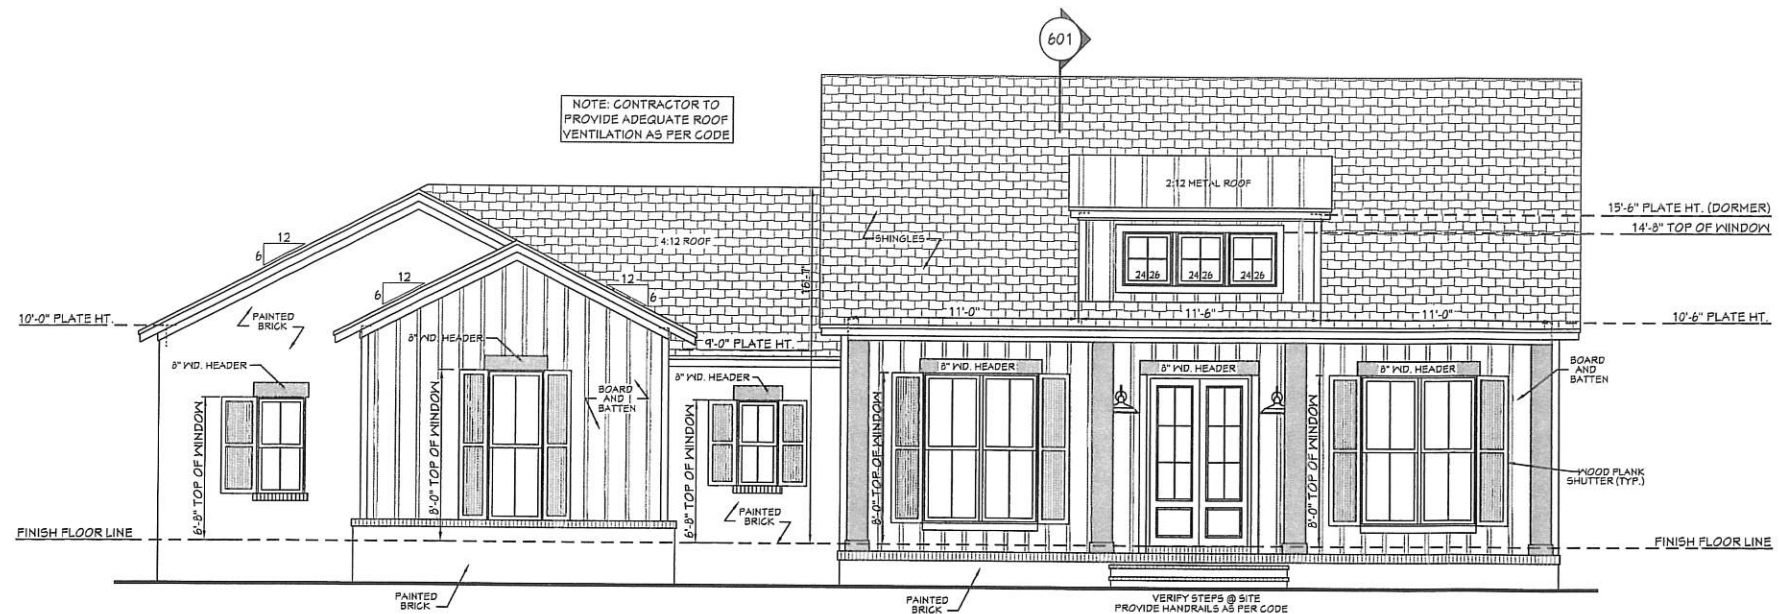 601
NOTE: CONTRACTOR TO
PROVIDE ADEQUATE ROOF
VENTILATION AS PER CODE
2:12 METAL ROOF
15'-6" PLATE HT. (DORMER)
14'-8" TOP OF WINDOW
12
6
4:12 ROOF
SHINGLES
12
6
12
6
24 26
24 26
24 26
16'-1"
10'-0" PLATE HT.
PAINTED
BRICK
11'-0"
11'-6"
11'-0"
10'-6" PLATE HT.
8" WD. HEADER
9'-0" PLATE HT.
8" WD. HEADER
8" WD. HEADER
8" WD. HEADER
8" WD. HEADER
8" WD. HEADER
BOARD
AND
BATTEN
BOARD
AND
BATTEN
6'-8" TOP OF WINDOW
8'-0" TOP OF WINDOW
6'-8" TOP OF WINDOW
8'-0" TOP OF WINDOW
8'-0" TOP OF WINDOW
WOOD PLANK
SHUTTER (TYP.)
PAINTED
BRICK
FINISH FLOOR LINE
FINISH FLOOR LINE
PAINTED
BRICK
PAINTED
BRICK
VERIFY STEPS @ SITE
PROVIDE HANDRAILS AS PER CODE